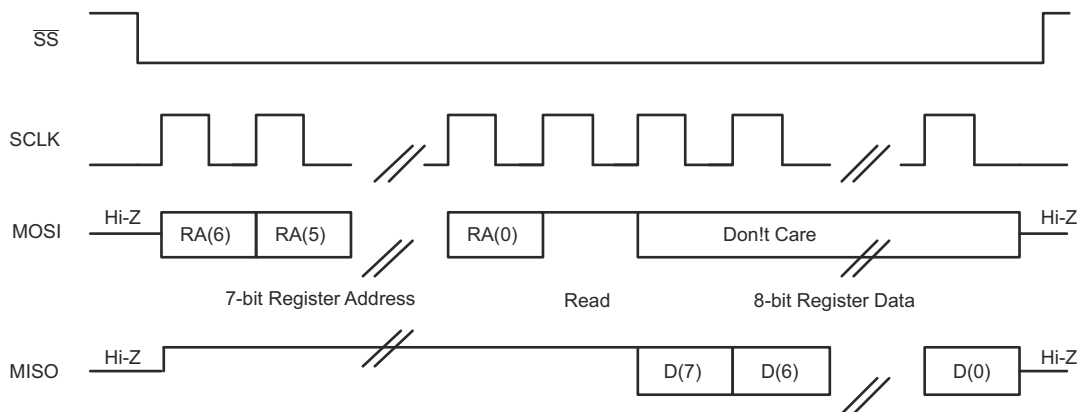 SS
SCLK
MOSI Hi-Z RA(6) RA(5) RA(0) Don!t Care Hi-Z
7-bit Register Address Read 8-bit Register Data
MISO Hi-Z D(7) D(6) D(0) Hi-Z